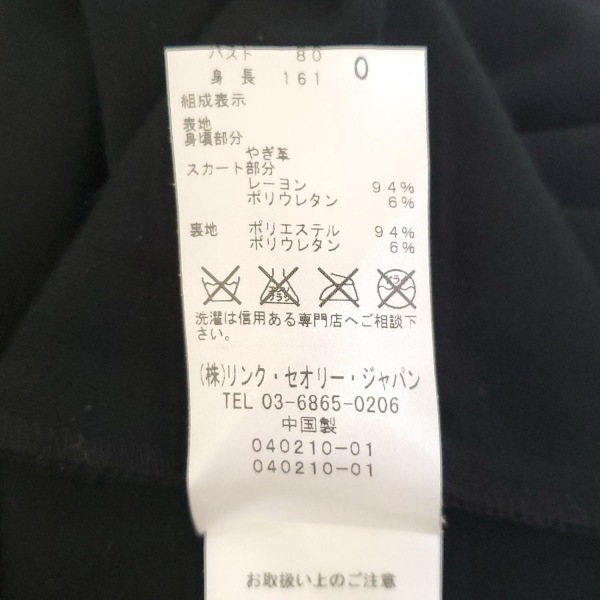 バスト 80
身長 161 0
組成表示
表地
身頃部分
やぎ革
スカート部分
レーヨン 94%
ポリウレタン 6%
裏地 ポリエステル 94%
ポリウレタン 6%
洗濯は信用ある専門店へご相談下
さい。
(株)リンク・セオリー・ジャパン
TEL 03-6865-0206
中国製
040210-01
040210-01
お取扱い上のご注意